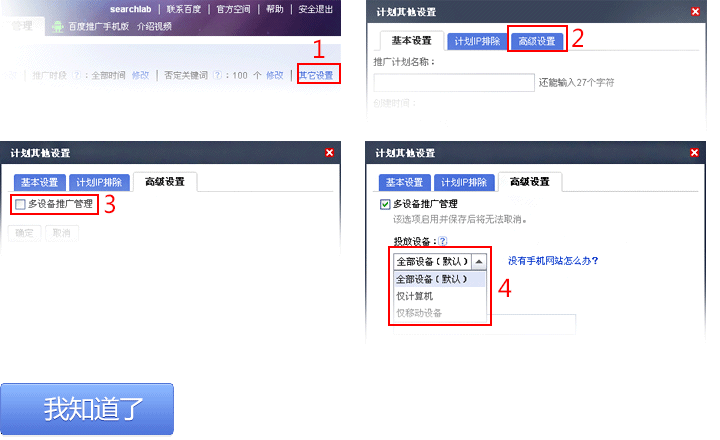 searchlab | 联系百度 | 官方空间 | 帮助 | 安全退出
管理 百度推广手机版 介绍视频
1
推广时段 ? : 全部时间 修改 | 否定关键词 ? : 100 个 修改 | 其它设置
计划其他设置
基本设置 计划IP排除 高级设置 2
推广计划名称：
还能输入27个字符
创建时间：
计划其他设置
基本设置 计划IP排除 高级设置
多设备推广管理 3
确定 取消
计划其他设置
基本设置 计划IP排除 高级设置
多设备推广管理
该选项启用并保存后将无法取消。
投放设备：?
全部设备（默认） 没有手机网站怎么办?
全部设备（默认）
仅计算机
仅移动设备
4
我知道了